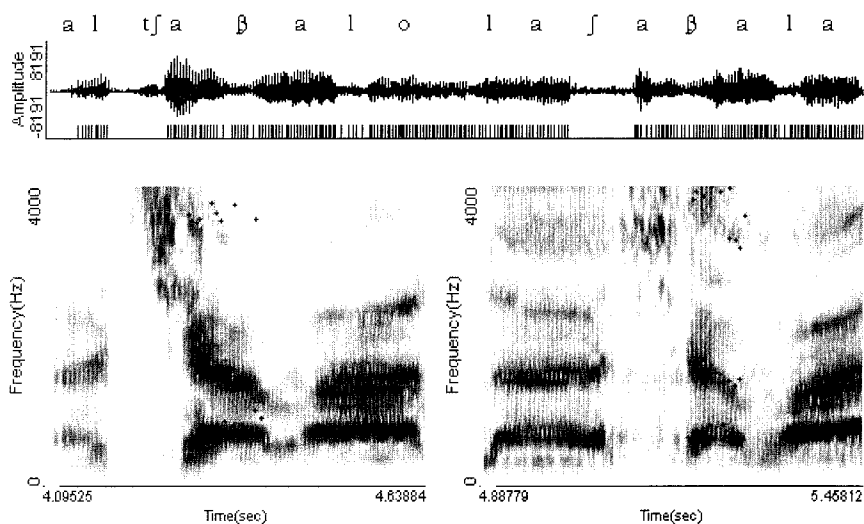 a l tʃ a β a l o l a ʃ a β a l a
Amplitude
8191
-8191
4000
Frequency(Hz)
0.
4.09525
4.63884
Time(sec)
4000
Frequency(Hz)
0.
4.88779
5.45812
Time(sec)